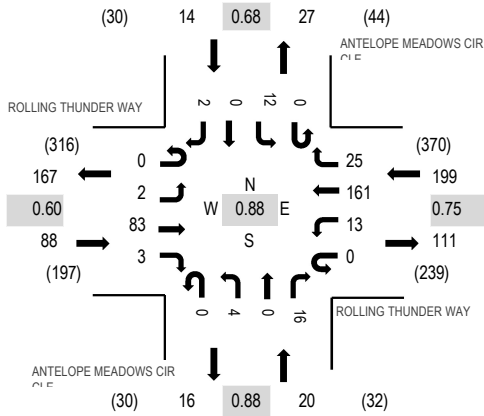 (30) 14 0.68 27 (44)
ANTELOPE MEADOWS CIR
CLE
ROLLING THUNDER WAY
2 0 12 0
(316) (370)
0 25
167 199
2 N 161
0.60 W 0.88 E 0.75
83 13
88 S 111
3 0
(197) (239)
0 4 0 16
ROLLING THUNDER WAY
ANTELOPE MEADOWS CIR
CLE
(30) 16 0.88 20 (32)